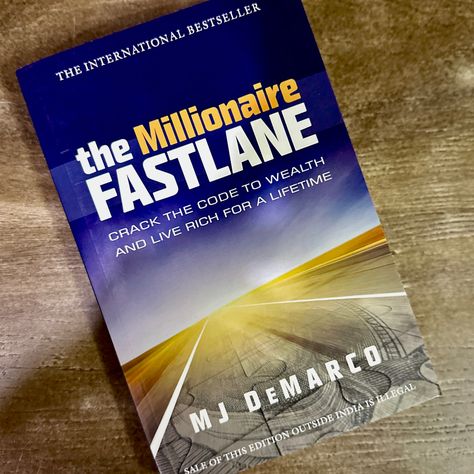 THE INTERNATIONAL BESTSELLER
the Millionaire
FASTLANE
CRACK THE CODE TO WEALTH
AND LIVE RICH FOR A LIFETIME
MJ DEMARCO
SALE OF THIS EDITION OUTSIDE INDIA IS ILLEGAL